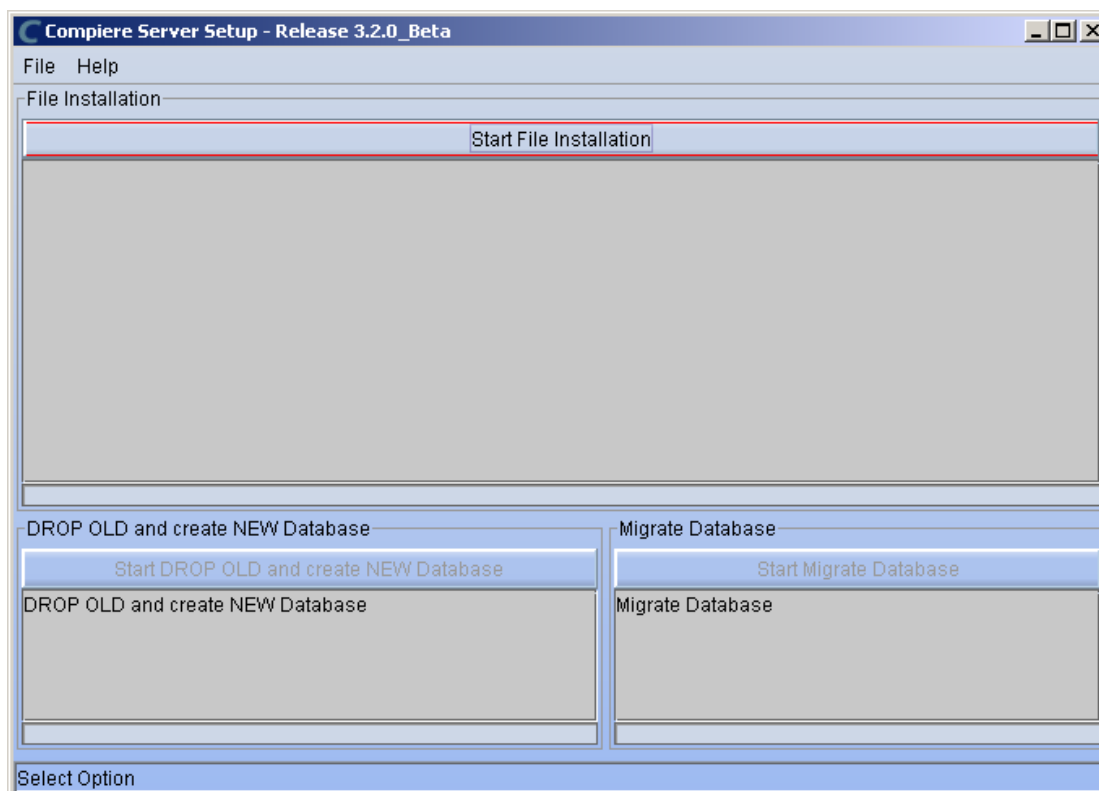 Compiere Server Setup - Release 3.2.0_Beta
File Help
File Installation
Start File Installation
DROP OLD and create NEW Database
Start DROP OLD and create NEW Database
DROP OLD and create NEW Database
Migrate Database
Start Migrate Database
Migrate Database
Select Option